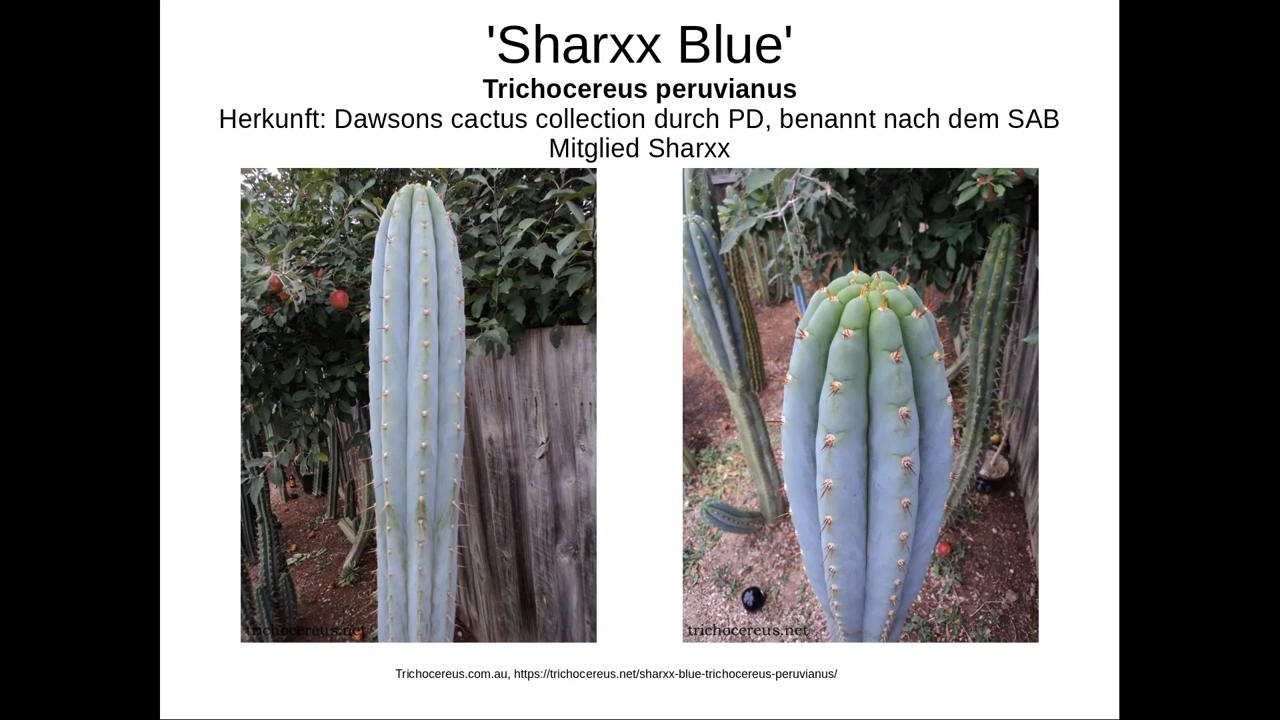 'Sharxx Blue'
Trichocereus peruvianus
Herkunft: Dawsons cactus collection durch PD, benannt nach dem SAB
Mitglied Sharxx
trichocereus.net
trichocereus.net
Trichocereus.com.au, https://trichocereus.net/sharxx-blue-trichocereus-peruvianus/